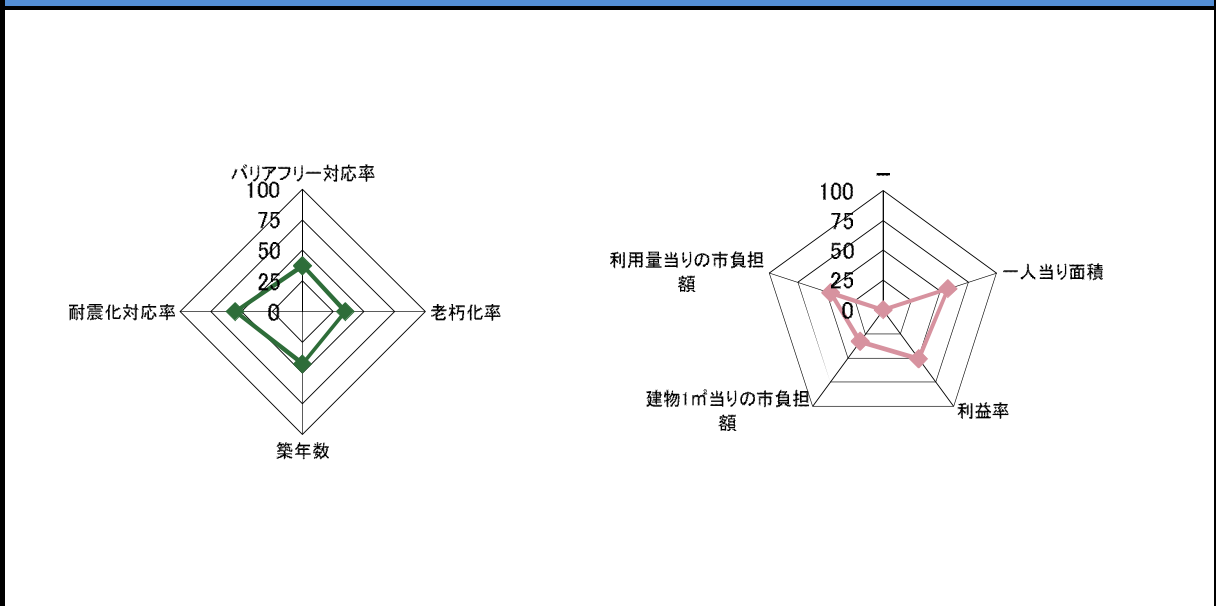 バリアフリー対応率
100
75
50
25
0
耐震化対応率
老朽化率
築年数
－
100
75
50
25
0
利用量当りの市負担
額
一人当り面積
建物1㎡当りの市負担
額
利益率